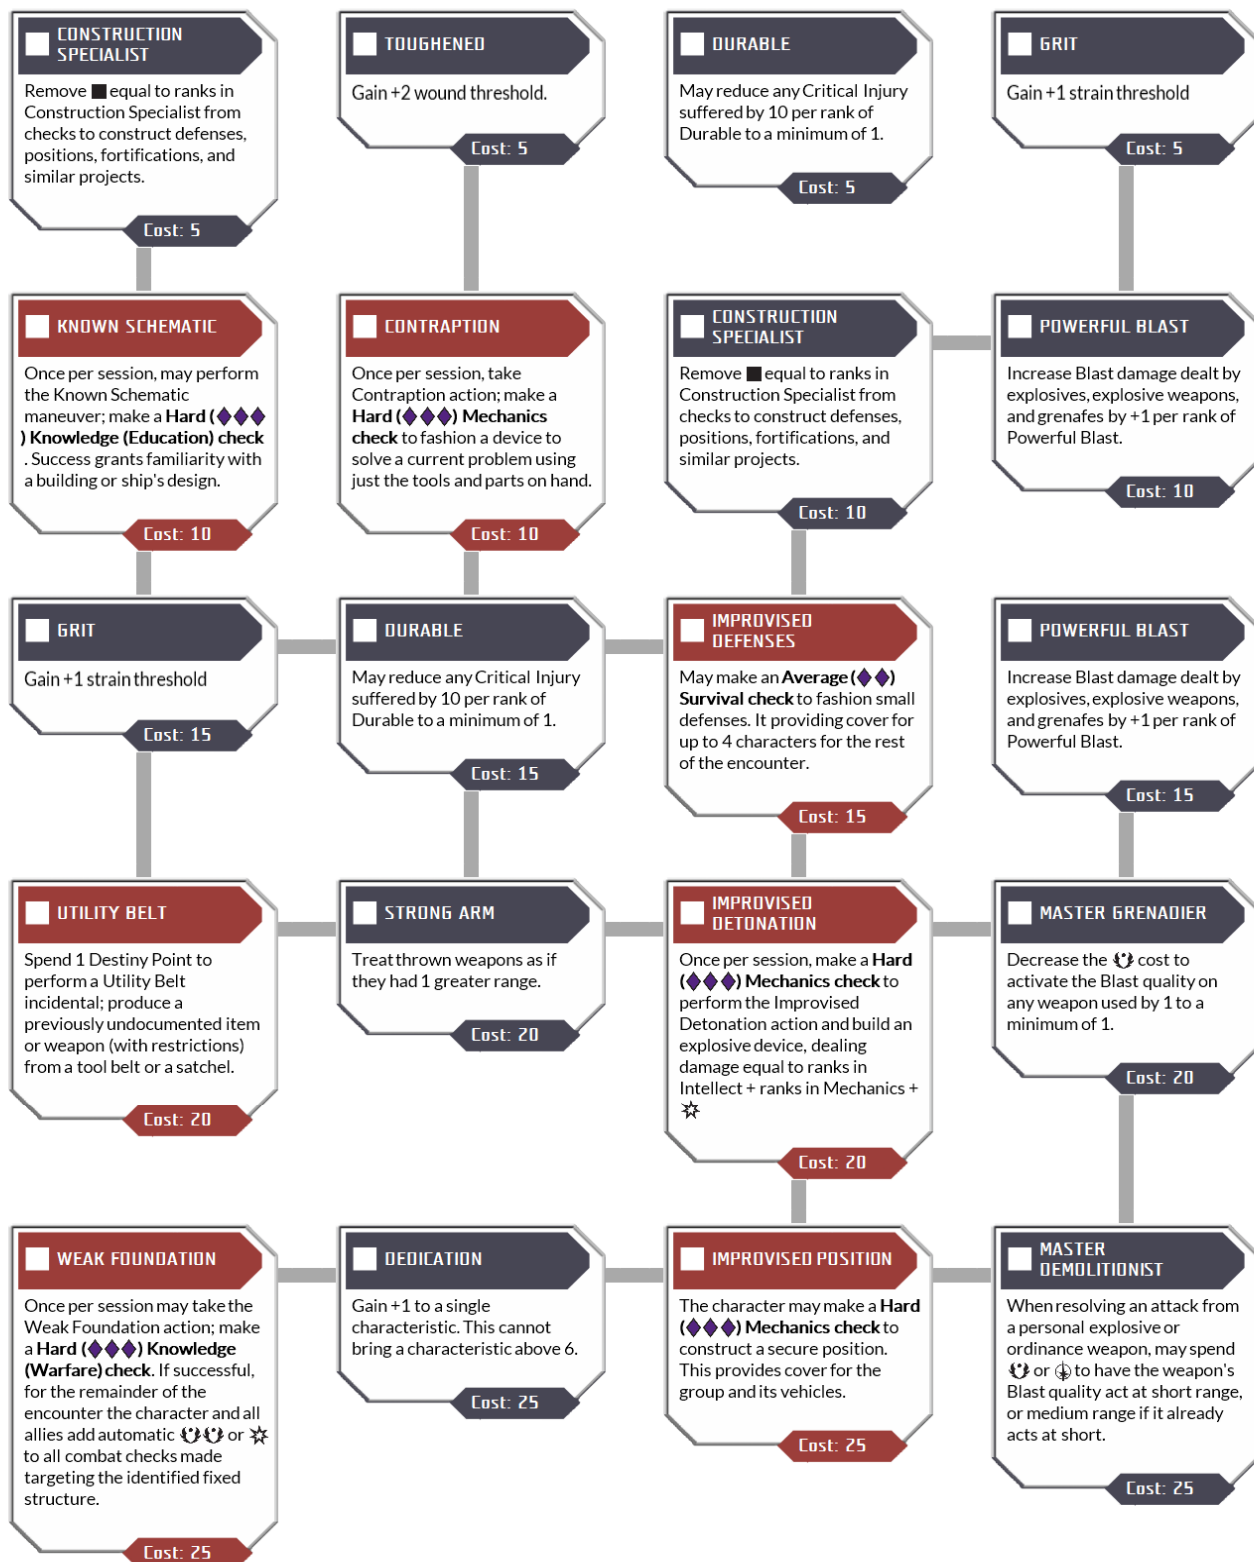 CONSTRUCTION
SPECIALIST
Remove ■ equal to ranks in
Construction Specialist from
checks to construct defenses,
positions, fortifications, and
similar projects.
Cost: 5
TOUGHENED
Gain +2 wound threshold.
Cost: 5
DURABLE
May reduce any Critical Injury
suffered by 10 per rank of
Durable to a minimum of 1.
Cost: 5
GRIT
Gain +1 strain threshold
Cost: 5
KNOWN SCHEMATIC
Once per session, may perform
the Known Schematic
maneuver; make a Hard (◆◆◆
) Knowledge (Education) check
. Success grants familiarity with
a building or ship's design.
Cost: 10
CONTRAPTION
Once per session, take
Contraption action; make a
Hard (◆◆◆) Mechanics
check to fashion a device to
solve a current problem using
just the tools and parts on hand.
Cost: 10
CONSTRUCTION
SPECIALIST
Remove ■ equal to ranks in
Construction Specialist from
checks to construct defenses,
positions, fortifications, and
similar projects.
Cost: 10
POWERFUL BLAST
Increase Blast damage dealt by
explosives, explosive weapons,
and grenafes by +1 per rank of
Powerful Blast.
Cost: 10
GRIT
Gain +1 strain threshold
Cost: 15
DURABLE
May reduce any Critical Injury
suffered by 10 per rank of
Durable to a minimum of 1.
Cost: 15
IMPROVISED
DEFENSES
May make an Average (◆◆)
Survival check to fashion small
defenses. It providing cover for
up to 4 characters for the rest
of the encounter.
Cost: 15
POWERFUL BLAST
Increase Blast damage dealt by
explosives, explosive weapons,
and grenafes by +1 per rank of
Powerful Blast.
Cost: 15
UTILITY BELT
Spend 1 Destiny Point to
perform a Utility Belt
incidental; produce a
previously undocumented item
or weapon (with restrictions)
from a tool belt or a satchel.
Cost: 20
STRONG ARM
Treat thrown weapons as if
they had 1 greater range.
Cost: 20
IMPROVISED
DETONATION
Once per session, make a Hard
(◆◆◆) Mechanics check to
perform the Improvised
Detonation action and build an
explosive device, dealing
damage equal to ranks in
Intellect + ranks in Mechanics +
Cost: 20
MASTER GRENADIER
Decrease the cost to
activate the Blast quality on
any weapon used by 1 to a
minimum of 1.
Cost: 20
WEAK FOUNDATION
Once per session may take the
Weak Foundation action; make
a Hard (◆◆◆) Knowledge
(Warfare) check. If successful,
for the remainder of the
encounter the character and all
allies add automatic or
to all combat checks made
targeting the identified fixed
structure.
Cost: 25
DEDICATION
Gain +1 to a single
characteristic. This cannot
bring a characteristic above 6.
Cost: 25
IMPROVISED POSITION
The character may make a Hard
(◆◆◆) Mechanics check to
construct a secure position.
This provides cover for the
group and its vehicles.
Cost: 25
MASTER
DEMOLITIONIST
When resolving an attack from
a personal explosive or
ordinance weapon, may spend
or to have the weapon's
Blast quality act at short range,
or medium range if it already
acts at short.
Cost: 25